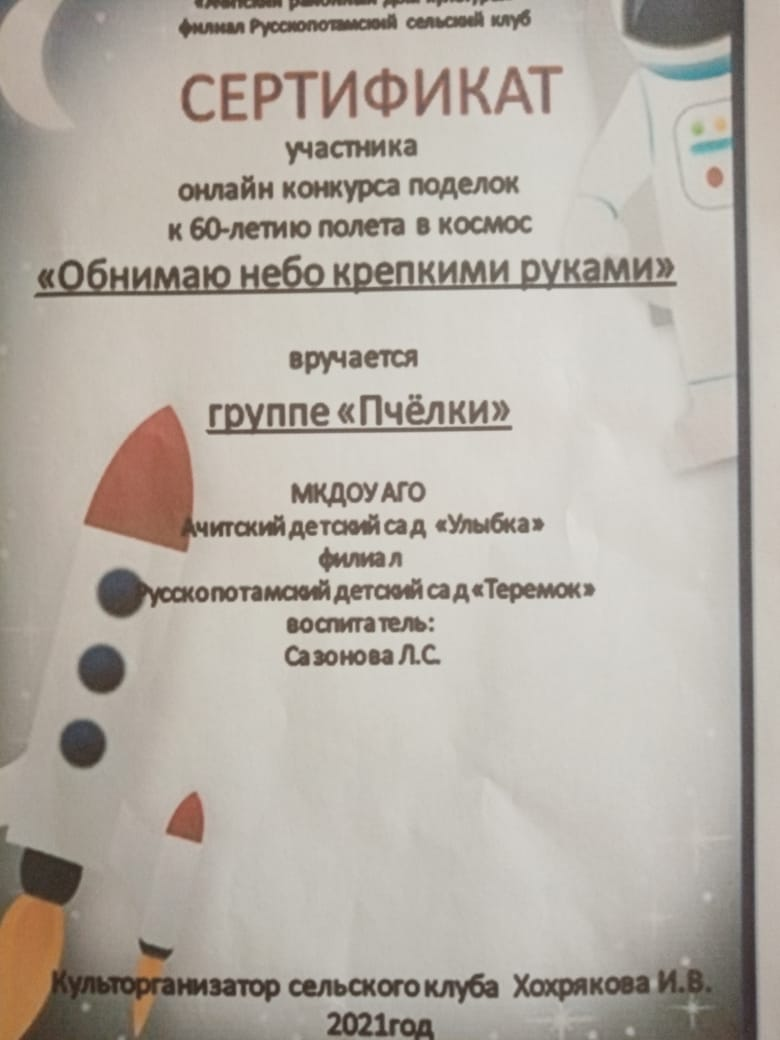 филиал Русскопотамский сельский клуб
СЕРТИФИКАТ
участника
онлайн конкурса поделок
к 60-летию полета в космос
«Обнимаю небо крепкими руками»
вручается
группе «Пчёлки»
МКДОУ АГО
Ачитский детский сад «Улыбка»
филиал
Русскопотамский детский сад «Теремок»
воспитатель:
Сазонова Л.С.
Культорганизатор сельского клуба Хохрякова И.В.
2021год